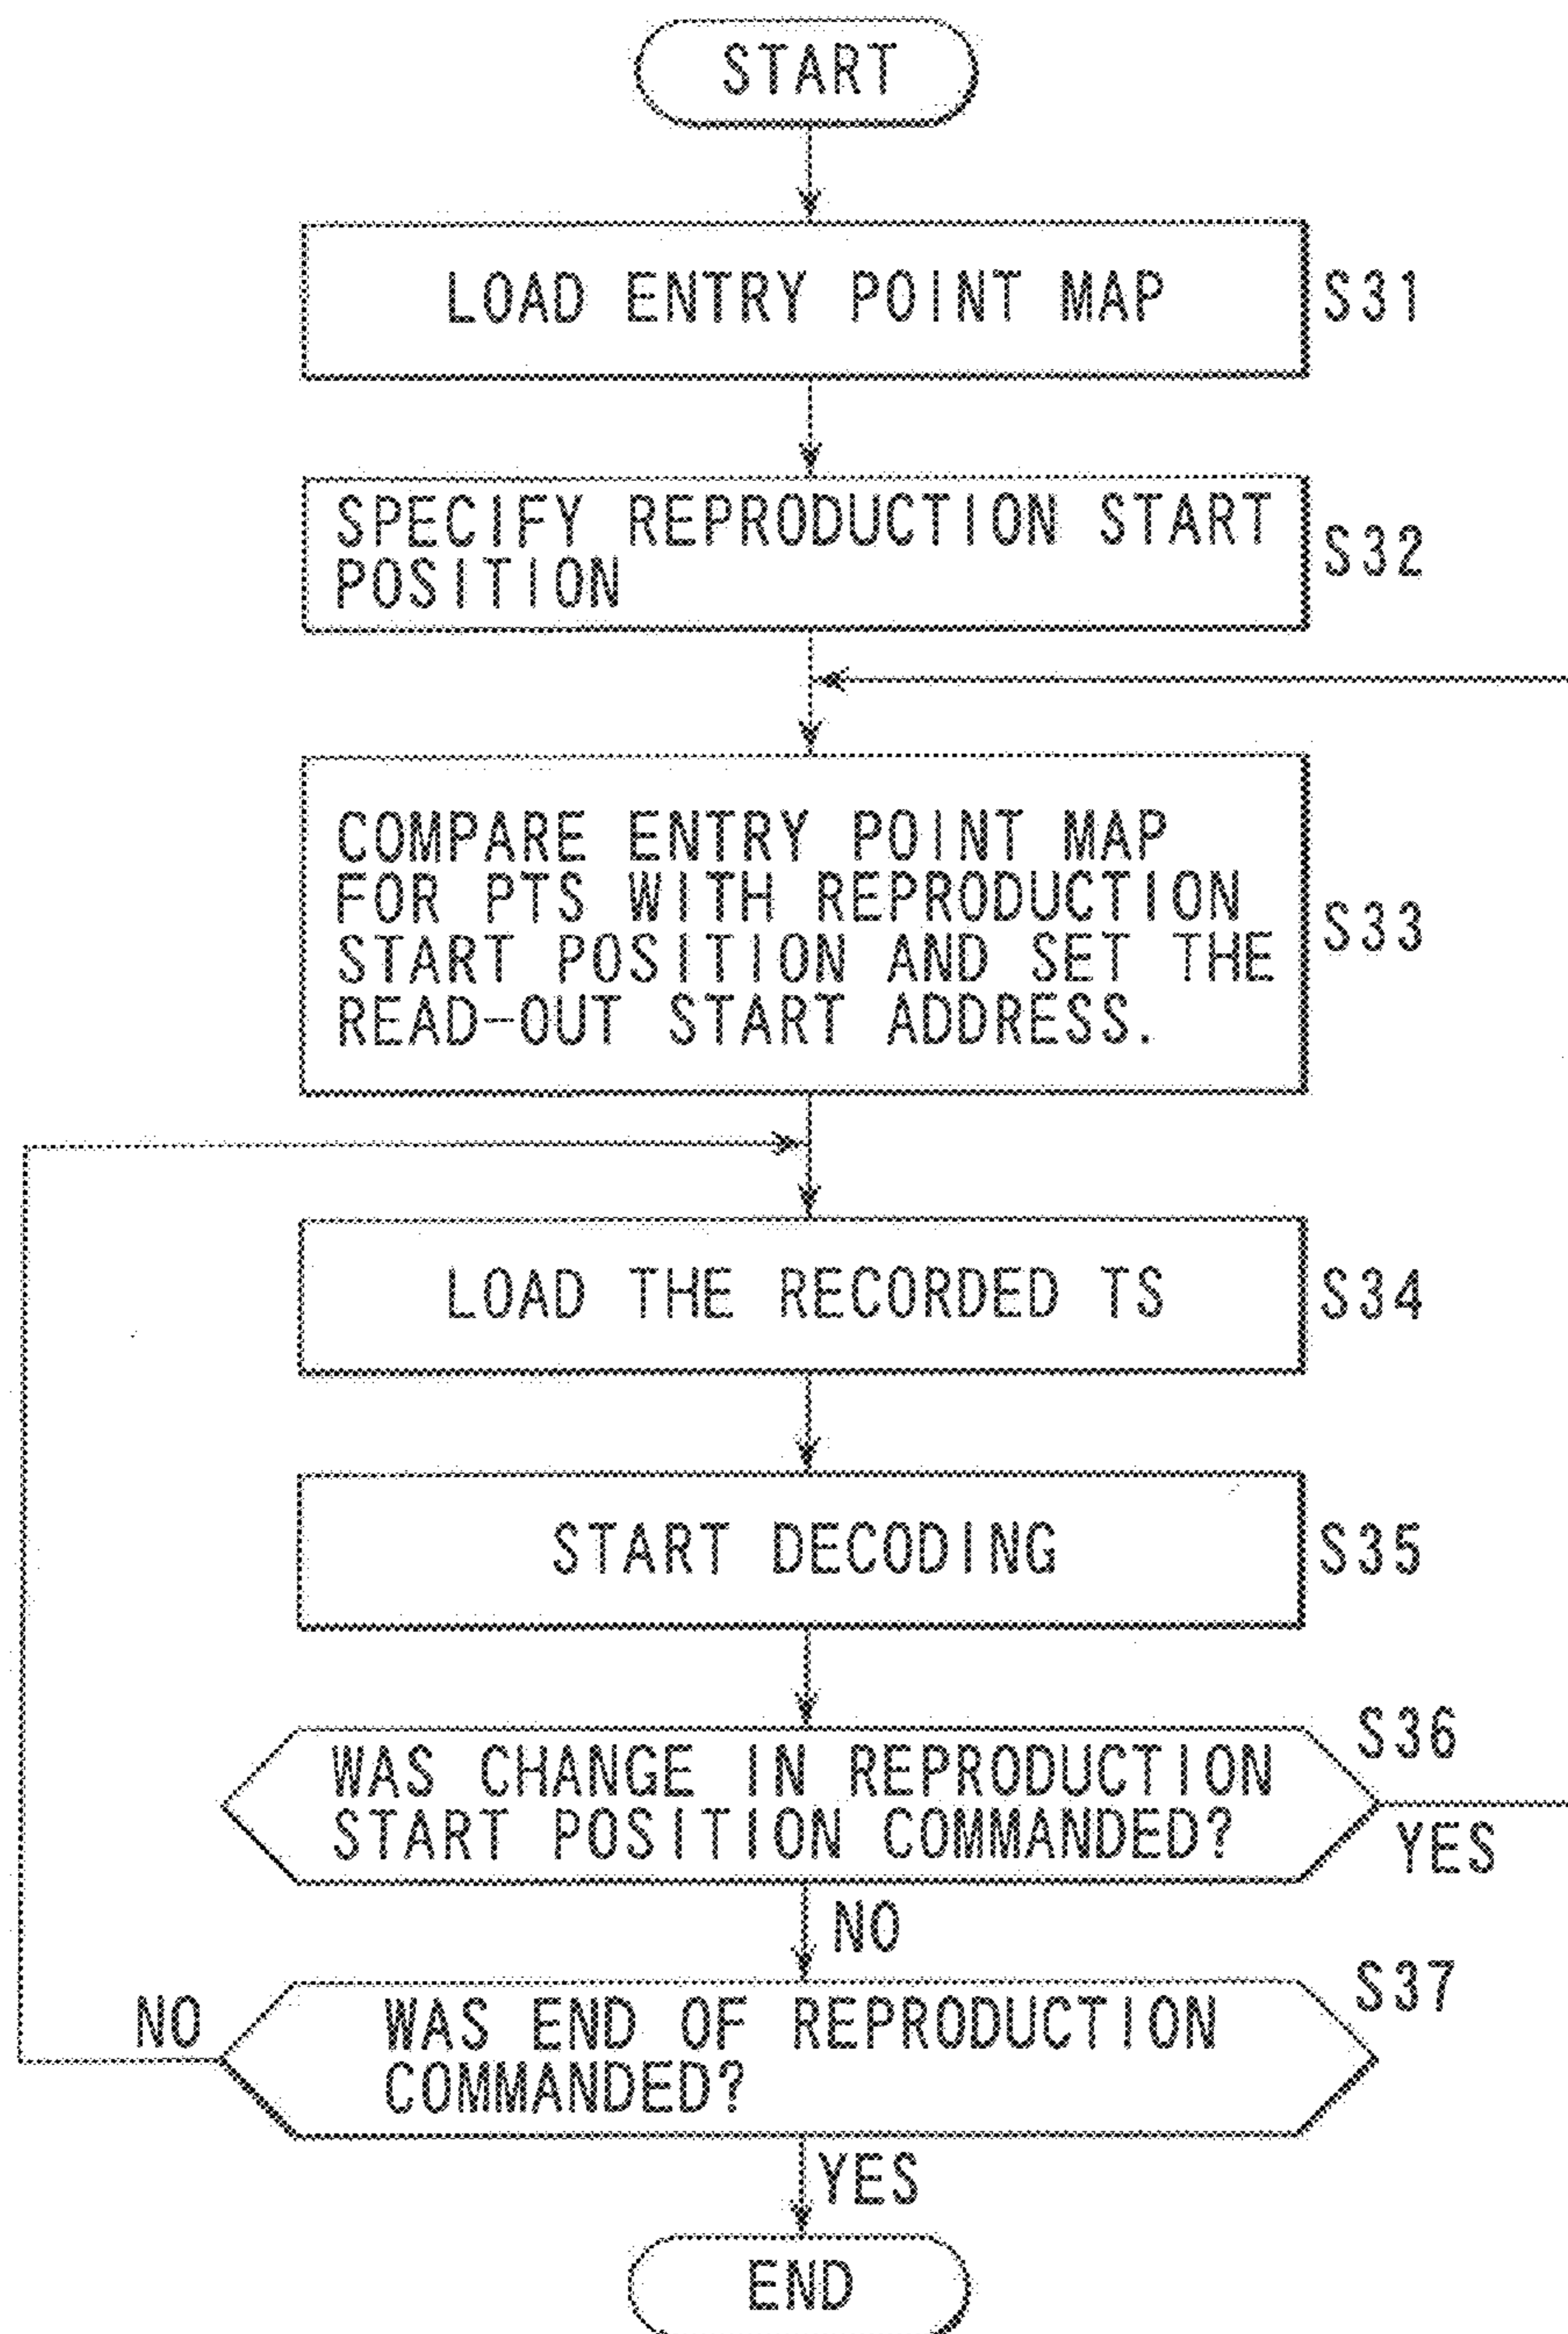 START
LOAD ENTRY POINT MAP
S31
SPECIFY REPRODUCTION START
POSITION
S32
COMPARE ENTRY POINT MAP
FOR PTS WITH REPRODUCTION
START POSITION AND SET THE
READ-OUT START ADDRESS.
S33
LOAD THE RECORDED TS
S34
START DECODING
S35
S36
WAS CHANGE IN REPRODUCTION
START POSITION COMMANDED?
YES
NO
S37
NO
WAS END OF REPRODUCTION
COMMANDED?
YES
END